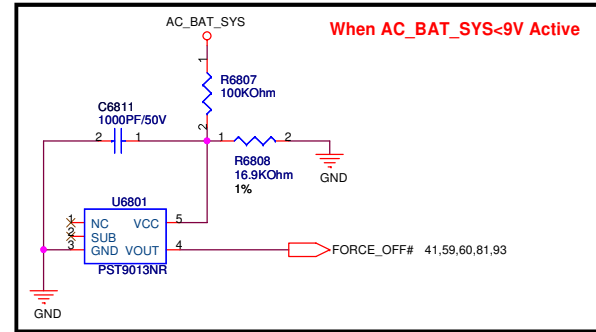 AC_BAT_SYS
When AC_BAT_SYS<9V Active
1
R6807
100KOhm
2
C6811
1000PF/50V
2 1
1 2
R6808
16.9KOhm
1%
GND
U6801
1 NC VCC 5
2 SUB
3 GND VOUT 4
PST9013NR
FORCE_OFF# 41,59,60,81,93
GND